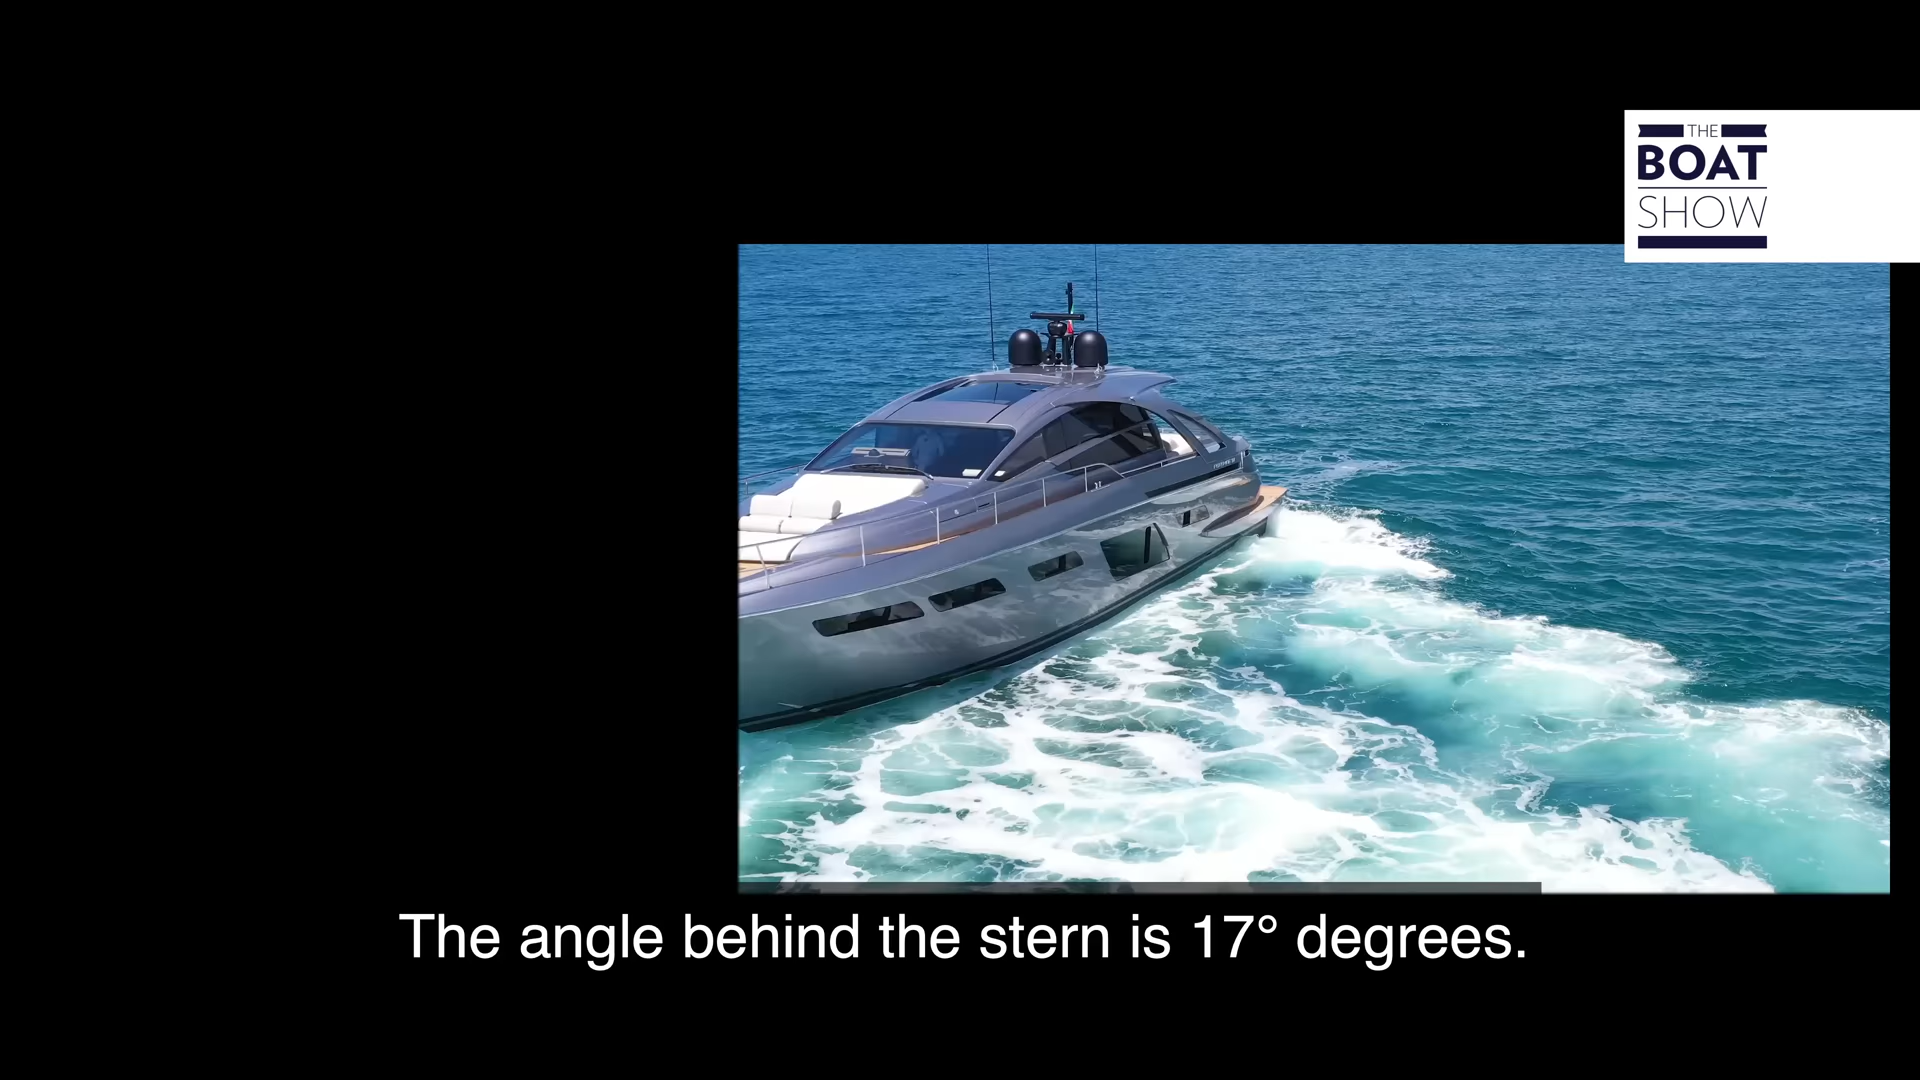 THE
BOAT
SHOW
The angle behind the stern is 17° degrees.